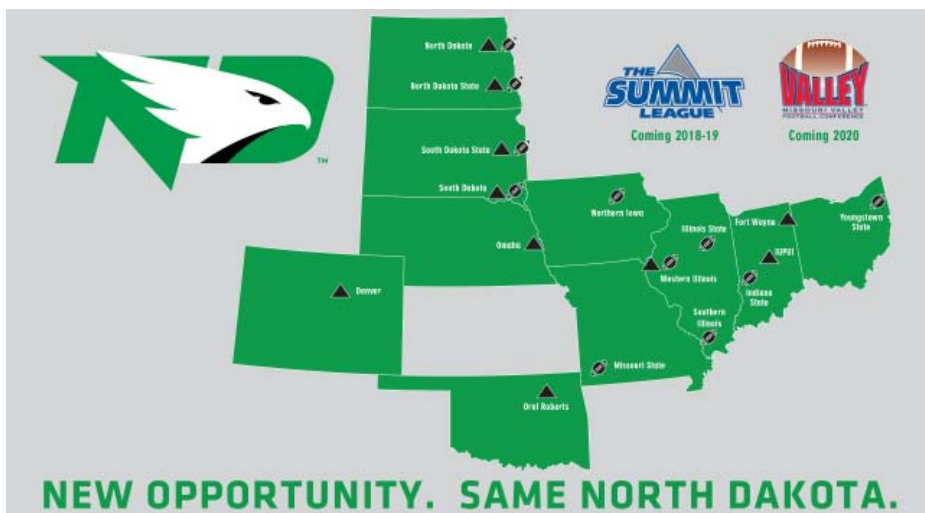 ND
TM
North Dakota
North Dakota State
South Dakota State
South Dakota
Omaha
Denver
Oral Roberts
Northern Iowa
Illinois State
Western Illinois
Southern
Illinois
Missouri State
Fort Wayne
IUPUI
Indiana
State
Youngstown
State
THE
SUMMIT
LEAGUE
Coming 2018-19
VALLEY
MISSOURI VALLEY
FOOTBALL CONFERENCE
Coming 2020
NEW OPPORTUNITY. SAME NORTH DAKOTA.